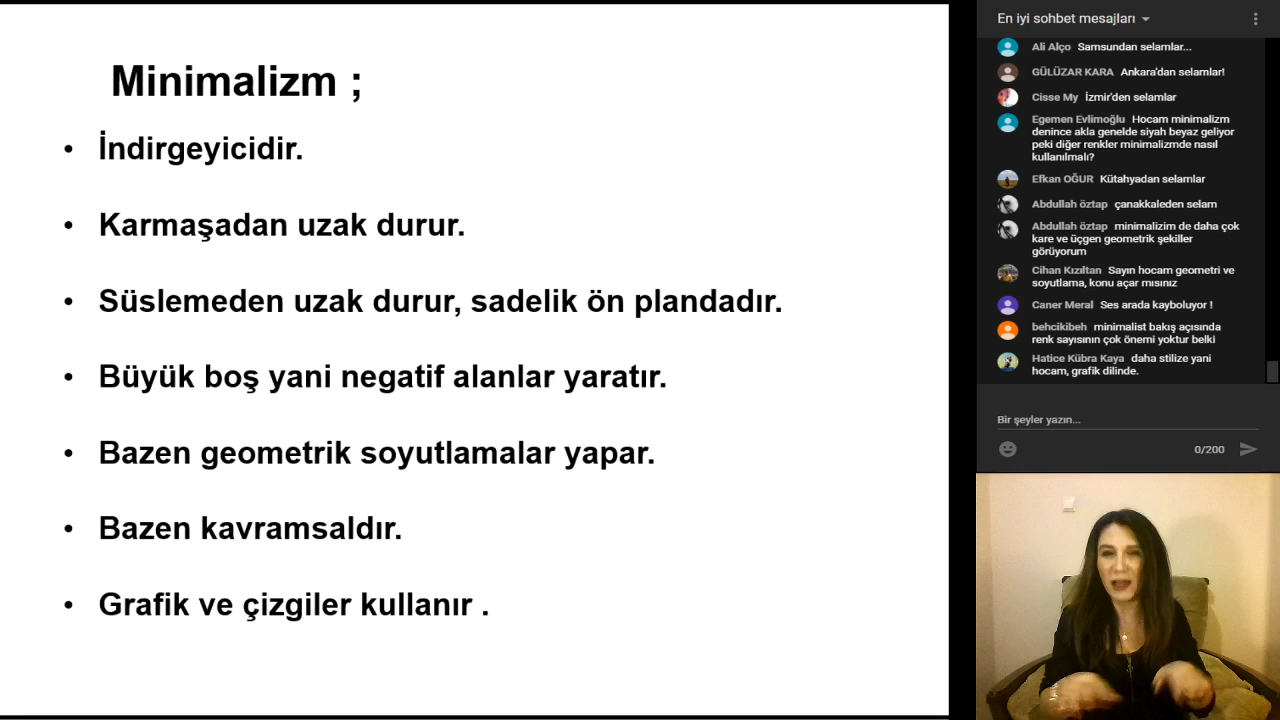 Minimalizm ;
• İndirgeyicidir.
• Karmaşadan uzak durur.
• Süslemeden uzak durur, sadelik ön plandadır.
• Büyük boş yani negatif alanlar yaratır.
• Bazen geometrik soyutlamalar yapar.
• Bazen kavramsaldır.
• Grafik ve çizgiler kullanır .
En iyi sohbet mesajları
Ali Alço Samsundan selamlar...
GÜLÜZAR KARA Ankara'dan selamlar!
Cisse My İzmir'den selamlar
Egemen Evlimoğlu Hocam minimalizm
denince akla genelde siyah beyaz geliyor
peki diğer renkler minimalizmde nasıl
kullanılmalı?
Efkan OĞUR Kütahyadan selamlar
Abdullah öztap çanakkaleden selam
Abdullah öztap minimalizim de daha çok
kare ve üçgen geometrik şekiller
görüyorum
Cihan Kızıltan Sayın hocam geometri ve
soyutlama, konu açar mısınız
Caner Meral Ses arada kayboluyor !
behcikibeh minimalist bakış açısında
renk sayısının çok önemi yoktur belki
Hatice Kübra Kaya daha stilize yani
hocam, grafik dilinde.
Bir şeyler yazın...
0/200